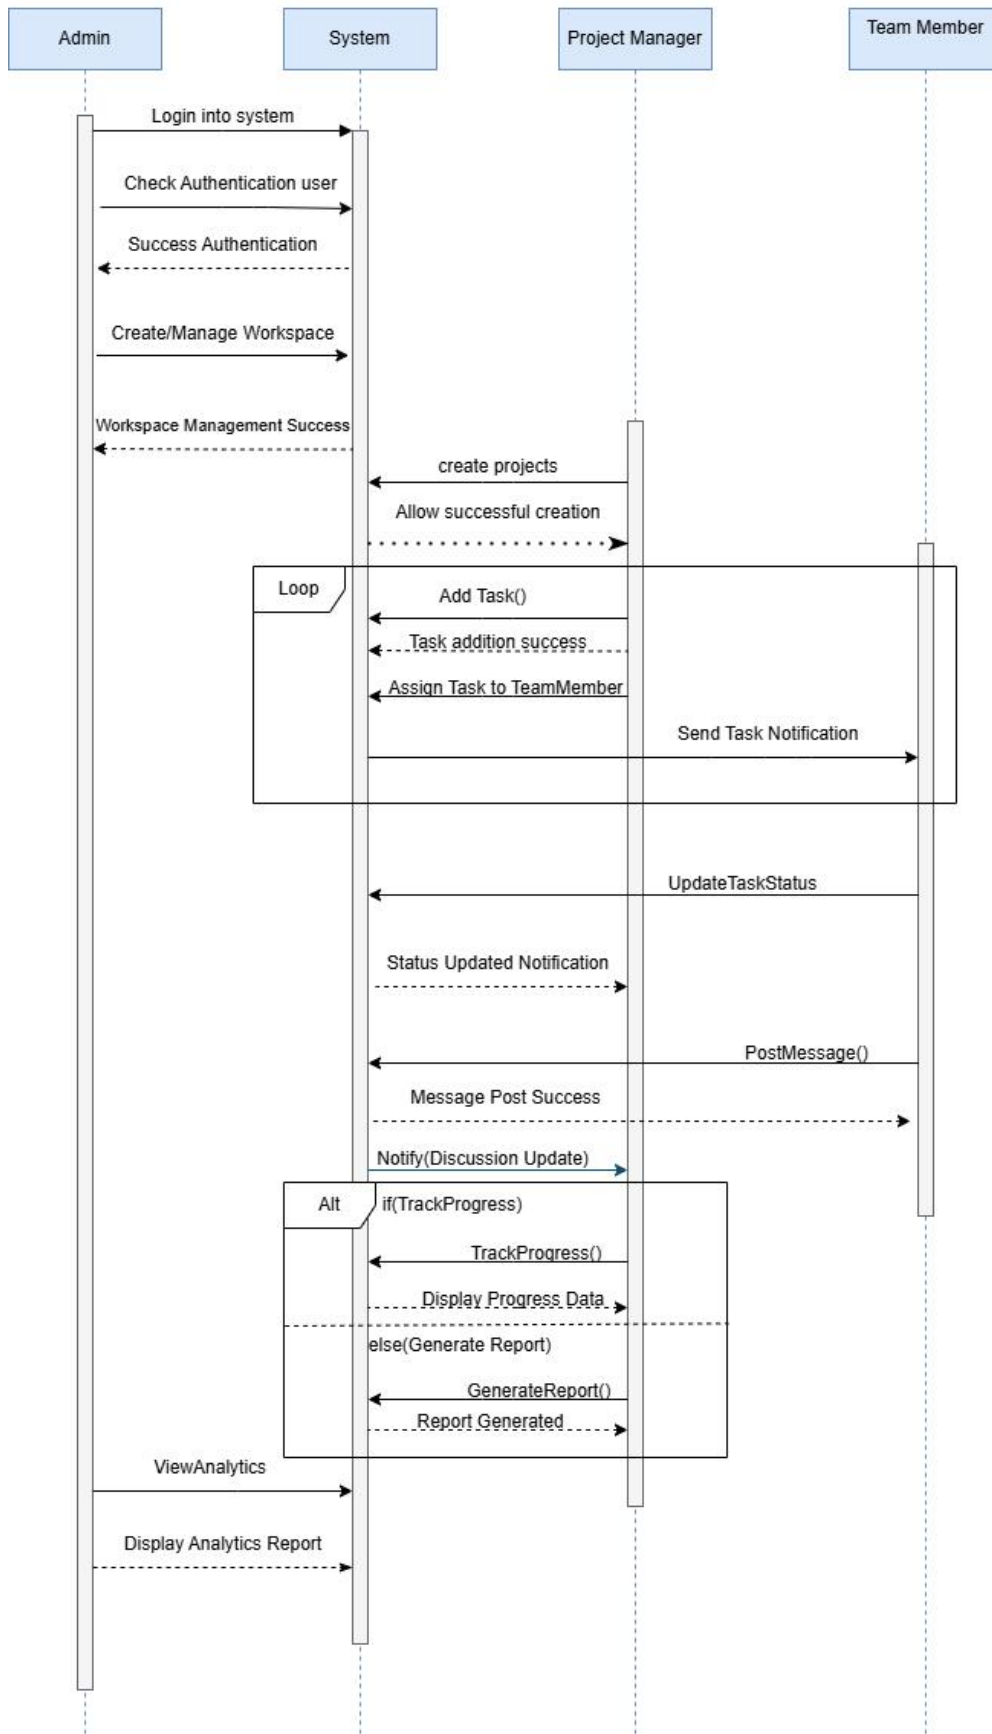 Admin
System
Project Manager
Team Member
Login into system
Check Authentication user
Success Authentication
Create/Manage Workspace
Workspace Management Success
create projects
Allow successful creation
Loop
Add Task()
Task addition success
Assign Task to TeamMember
Send Task Notification
UpdateTaskStatus
Status Updated Notification
PostMessage()
Message Post Success
Notify(Discussion Update)
Alt
if(TrackProgress)
TrackProgress()
Display Progress Data
else(Generate Report)
GenerateReport()
Report Generated
ViewAnalytics
Display Analytics Report